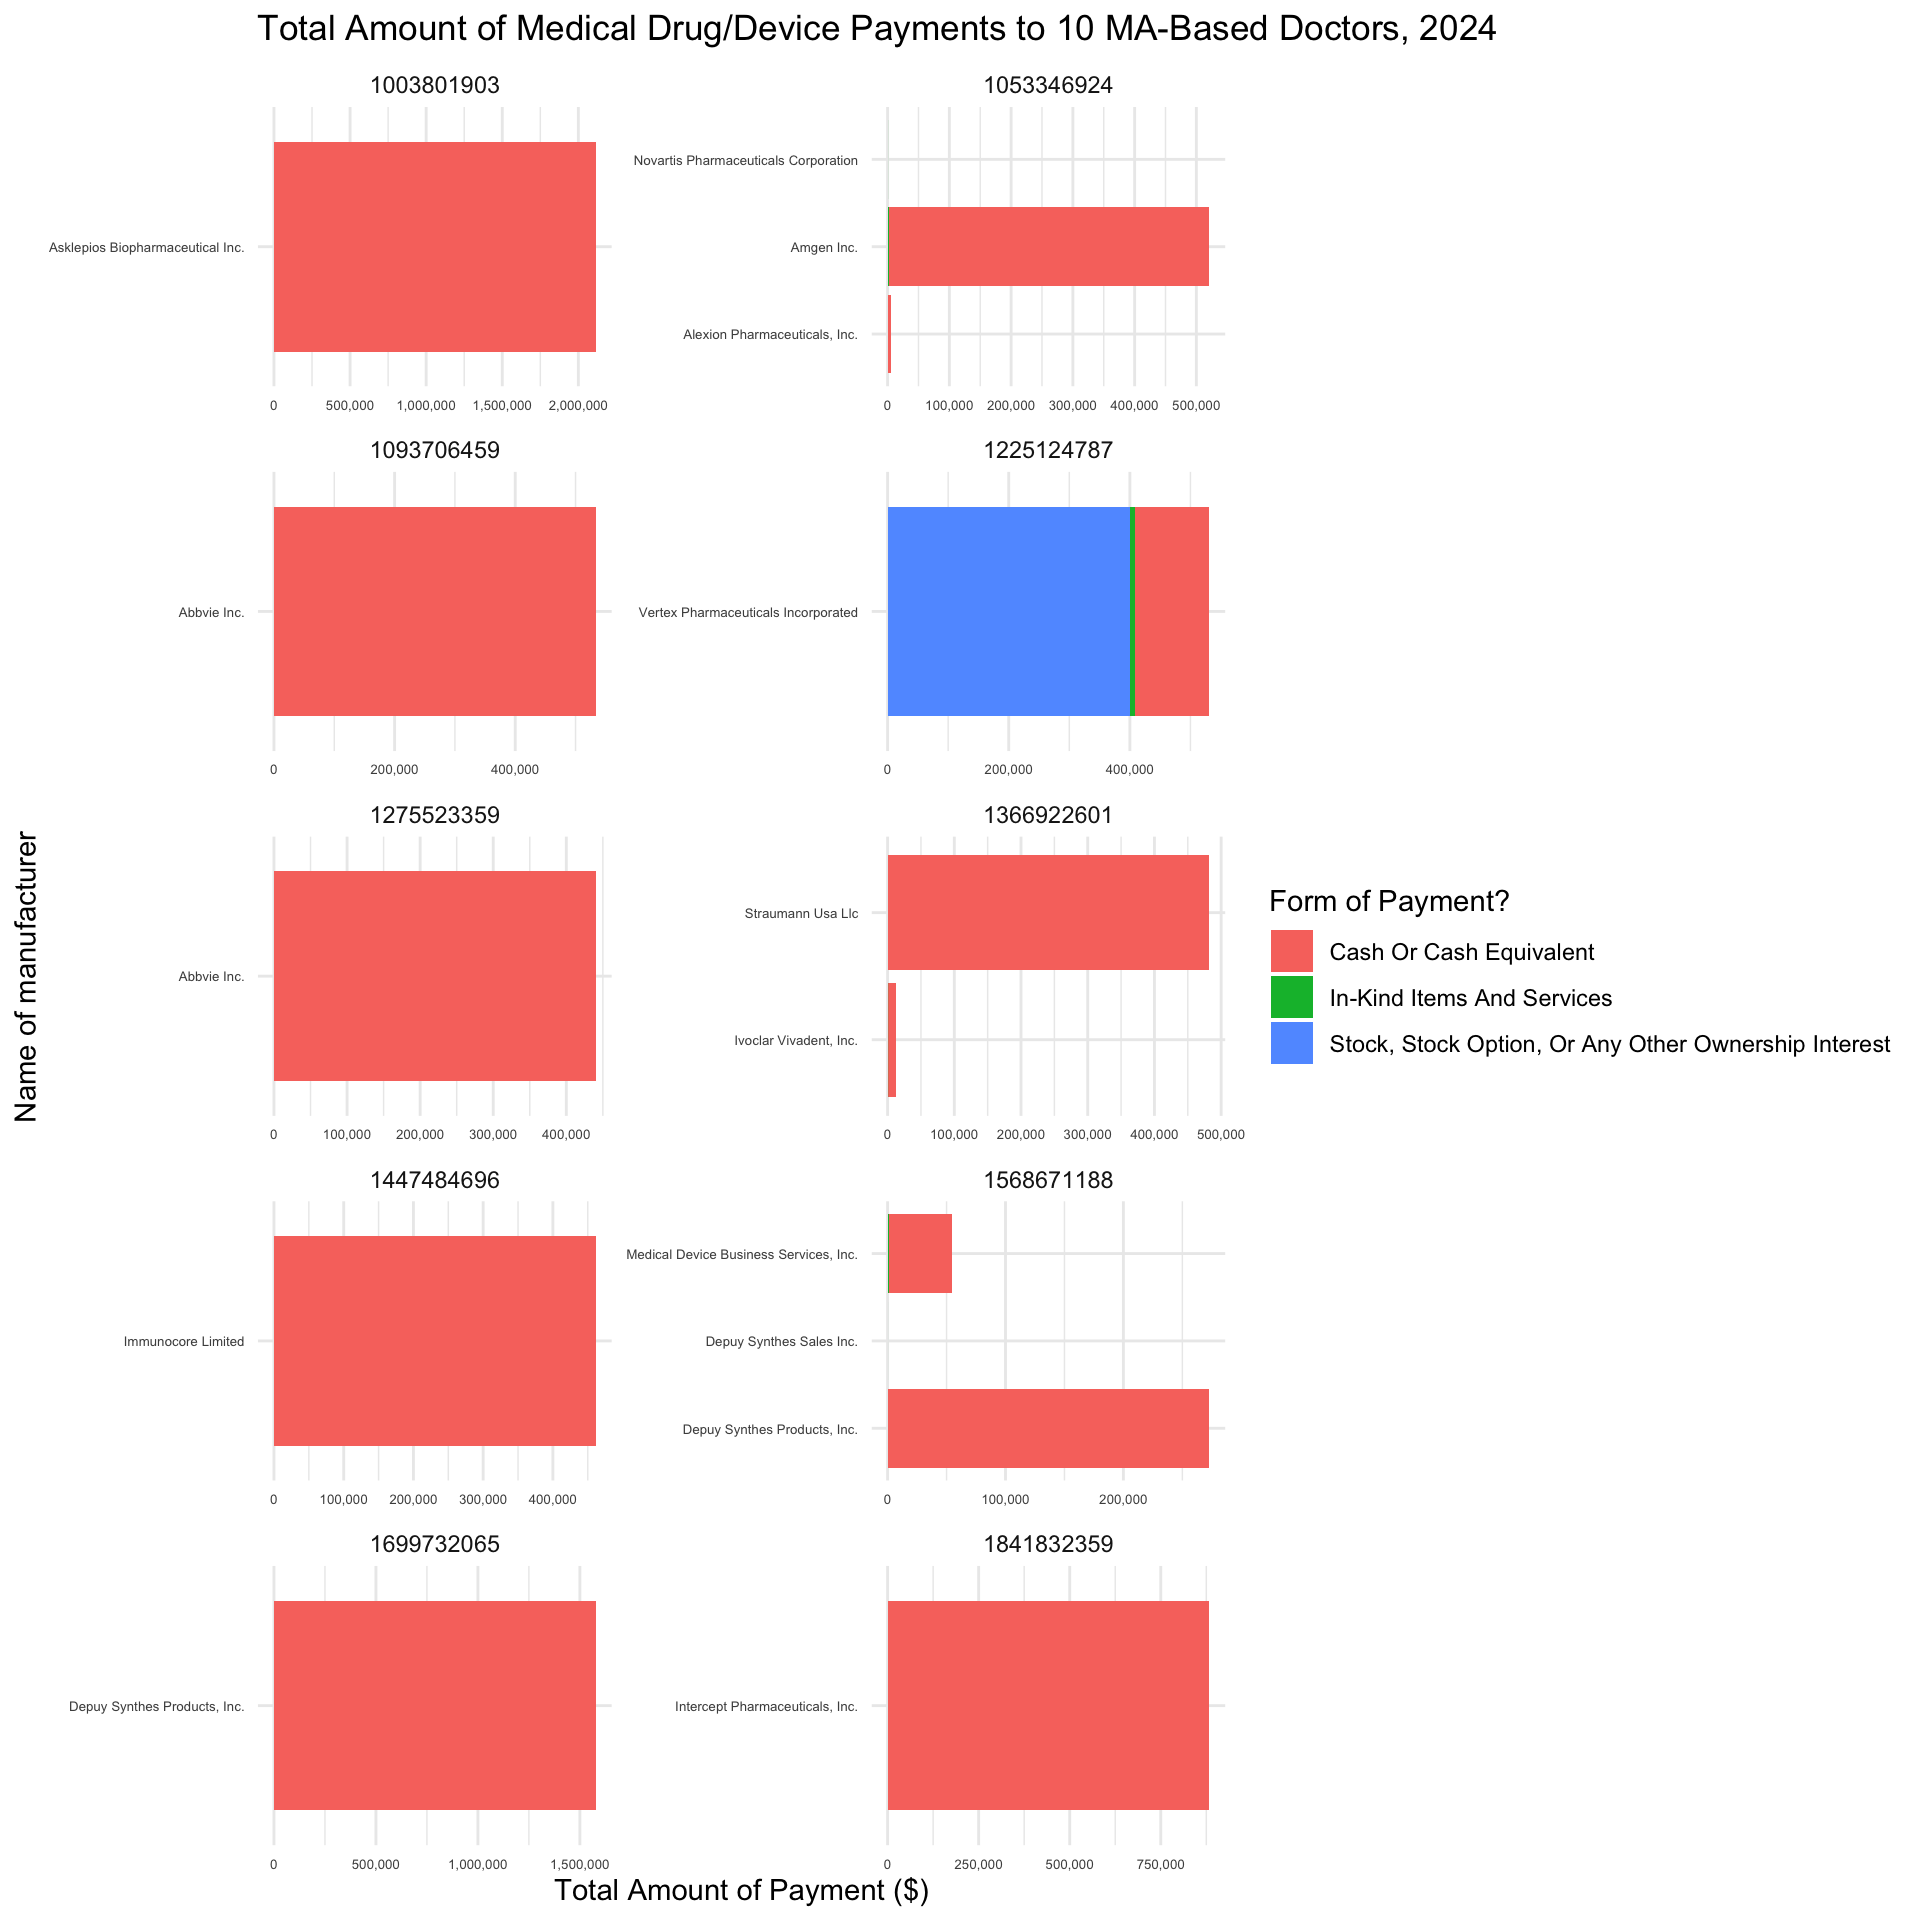 Total Amount of Medical Drug/Device Payments to 10 MA-Based Doctors, 2024
1003801903
Asklepios Biopharmaceutical Inc.
0 500,000 1,000,000 1,500,000 2,000,000
1053346924
Novartis Pharmaceuticals Corporation
Amgen Inc.
Alexion Pharmaceuticals, Inc.
0 100,000 200,000 300,000 400,000 500,000
1093706459
Abbvie Inc.
0 200,000 400,000
1225124787
Vertex Pharmaceuticals Incorporated
0 200,000 400,000
1275523359
Abbvie Inc.
0 100,000 200,000 300,000 400,000
1366922601
Straumann Usa Llc
Ivoclar Vivadent, Inc.
0 100,000 200,000 300,000 400,000 500,000
1447484696
Immunocore Limited
0 100,000 200,000 300,000 400,000
1568671188
Medical Device Business Services, Inc.
Depuy Synthes Sales Inc.
Depuy Synthes Products, Inc.
0 100,000 200,000
1699732065
Depuy Synthes Products, Inc.
0 500,000 1,000,000 1,500,000
1841832359
Intercept Pharmaceuticals, Inc.
0 250,000 500,000 750,000
Total Amount of Payment ($)
Name of manufacturer
Form of Payment?
Cash Or Cash Equivalent
In-Kind Items And Services
Stock, Stock Option, Or Any Other Ownership Interest